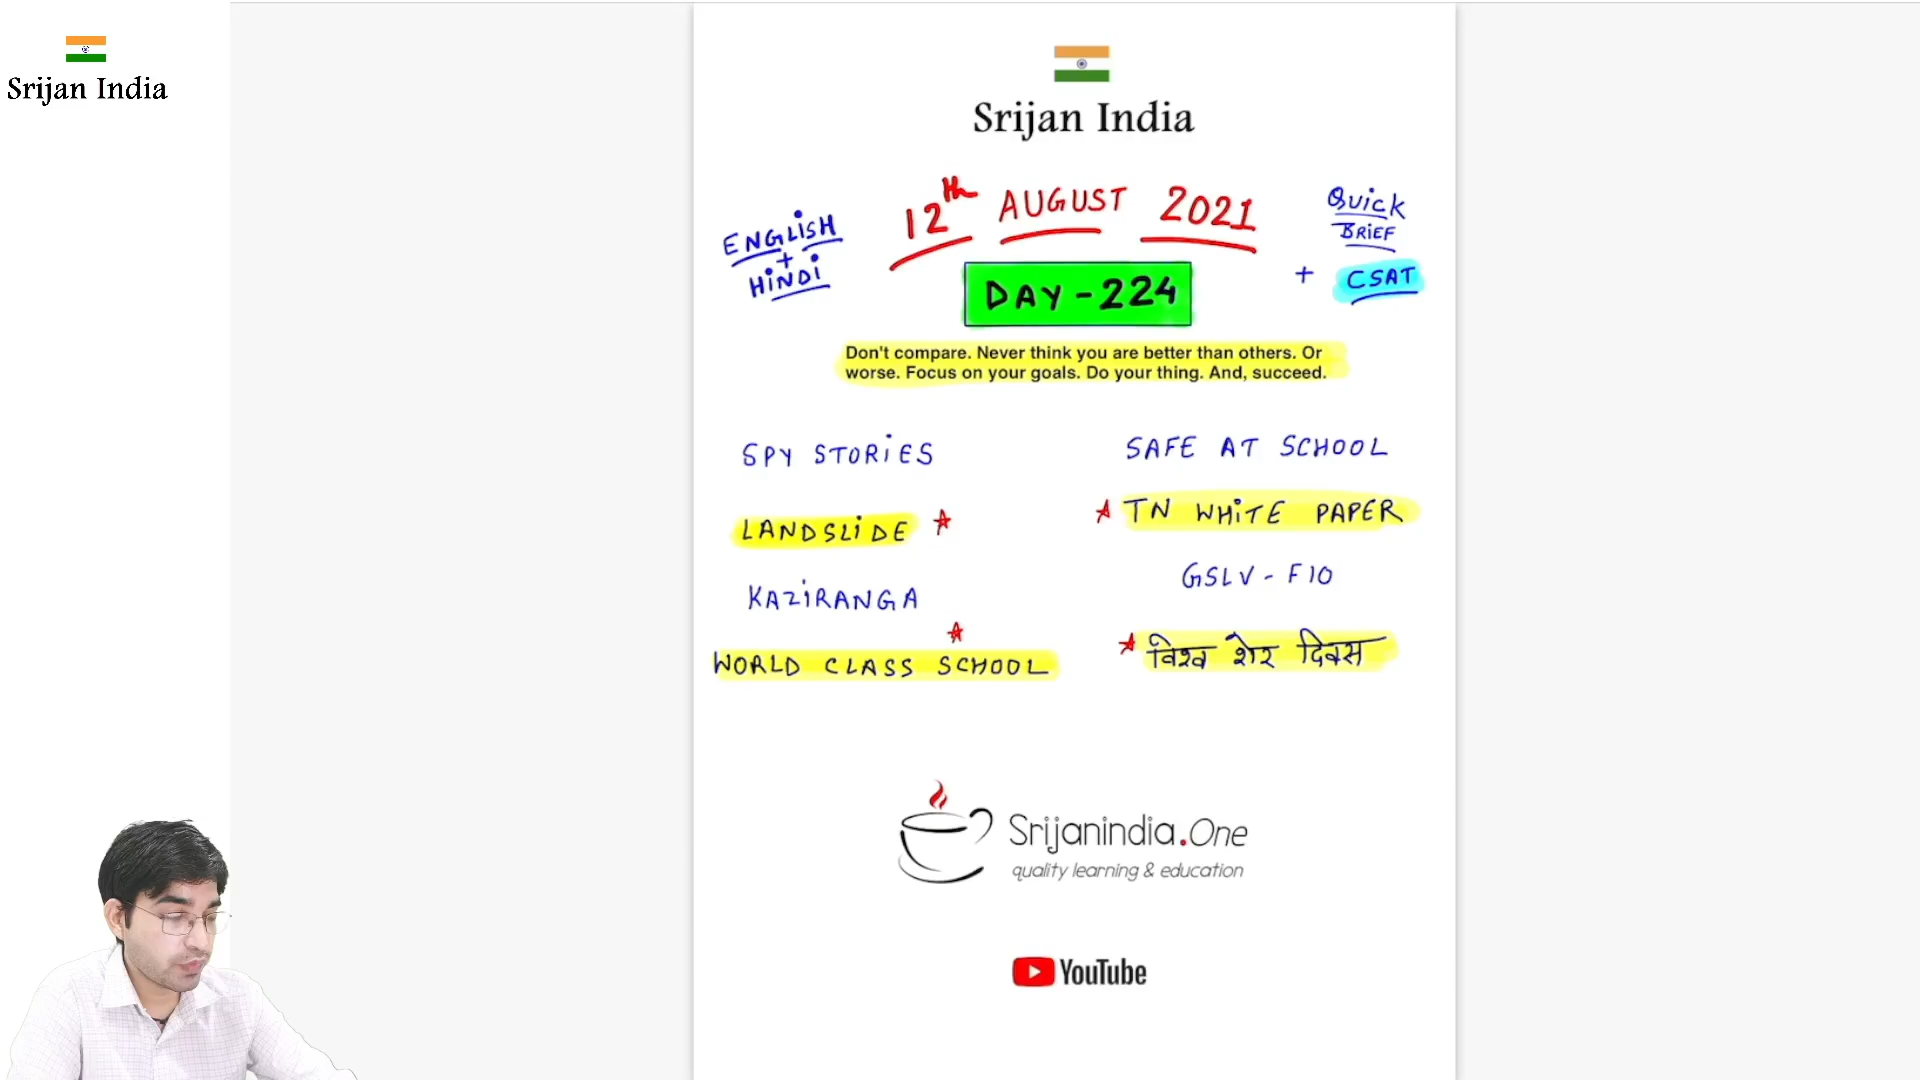 Srijan India
Srijan India
12th AUGUST 2021
ENGLISH
+
HINDI
QUICK
BRIEF
+ CSAT
DAY-224
Don't compare. Never think you are better than others. Or
worse. Focus on your goals. Do your thing. And, succeed.
SPY STORIES
SAFE AT SCHOOL
LANDSLIDE
TN WHITE PAPER
KAZIRANGA
GSLV-F10
WORLD CLASS SCHOOL
विश्व शेर दिवस
Srijanindia.One
quality learning & education
YouTube